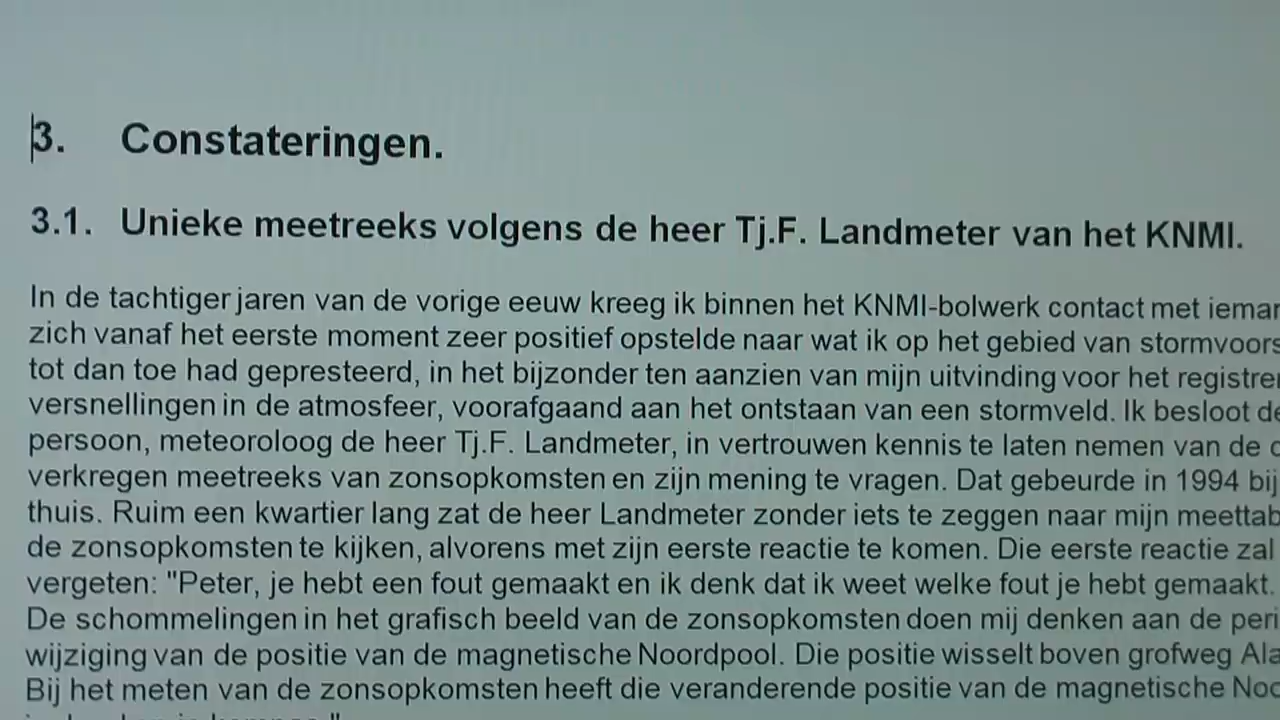 3. Constateringen.
3.1. Unieke meetreeks volgens de heer Tj.F. Landmeter van het KNMI.
In de tachtiger jaren van de vorige eeuw kreeg ik binnen het KNMI-bolwerk contact met
zich vanaf het eerste moment zeer positief opstelde naar wat ik op het gebied van
tot dan toe had gepresteerd, in het bijzonder ten aanzien van mijn uitvinding voor het
versnellingen in de atmosfeer, voorafgaand aan het ontstaan van een stormveld. Ik besloot
persoon, meteoroloog de heer Tj.F. Landmeter, in vertrouwen kennis te laten nemen van de
verkregen meetreeks van zonsopkomsten en zijn mening te vragen. Dat gebeurde in 1994 bij
thuis. Ruim een kwartier lang zat de heer Landmeter zonder iets te zeggen naar mijn
de zonsopkomsten te kijken, alvorens met zijn eerste reactie te komen. Die eerste reactie zal
vergeten: "Peter, je hebt een fout gemaakt en ik denk dat ik weet welke fout je hebt gemaakt.
De schommelingen in het grafisch beeld van de zonsopkomsten doen mij denken aan de
wijziging van de positie van de magnetische Noordpool. Die positie wisselt boven grofweg
Bij het meten van de zonsopkomsten heeft die veranderende positie van de magnetische